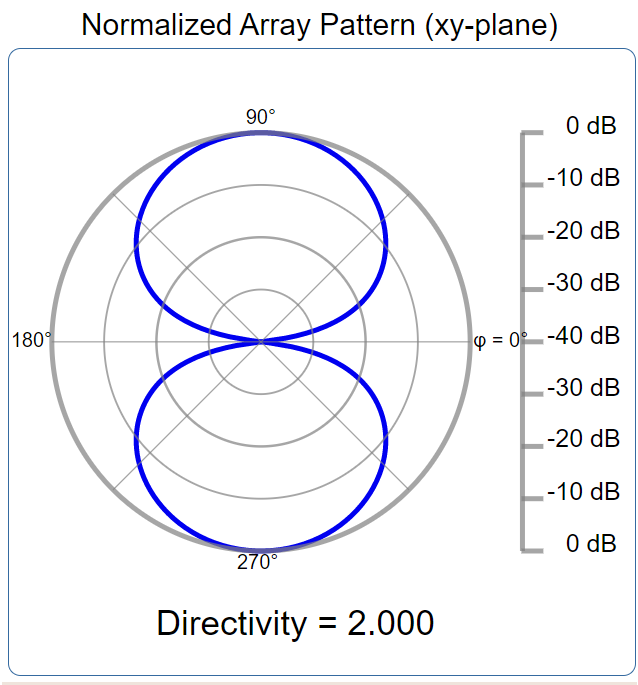 Normalized Array Pattern (xy-plane)
90°
0 dB
-10 dB
-20 dB
-30 dB
180°
φ = 0°
-40 dB
-30 dB
-20 dB
-10 dB
0 dB
270°
Directivity = 2.000